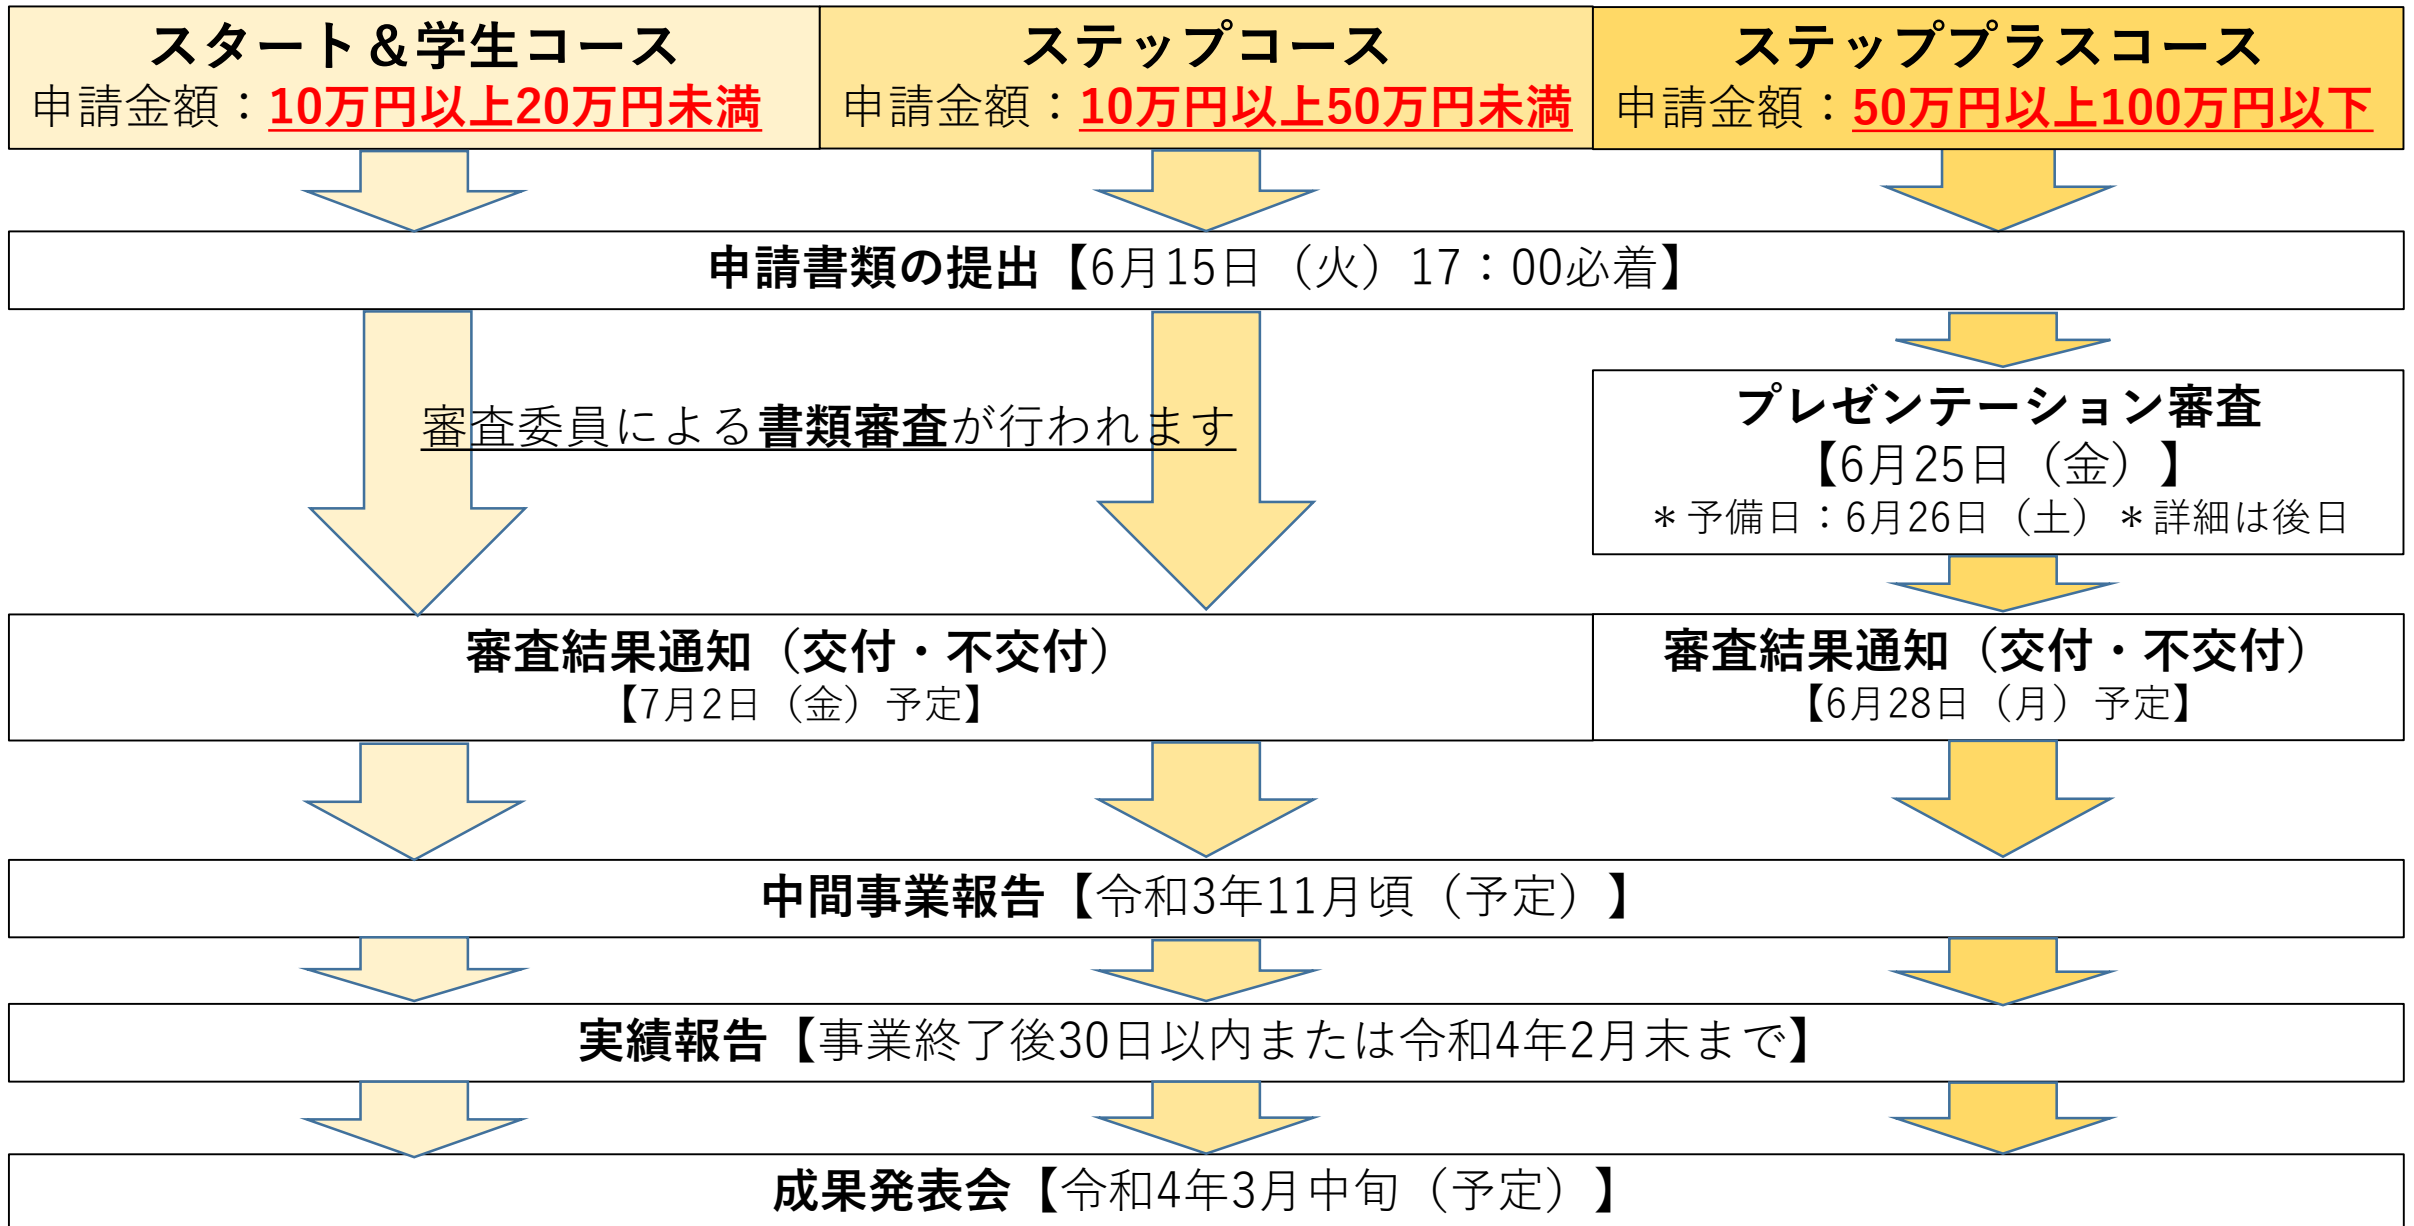 スタート＆学生コース
申請金額：10万円以上20万円未満
ステップコース
申請金額：10万円以上50万円未満
ステッププラスコース
申請金額：50万円以上100万円以下
申請書類の提出【6月15日（火）17：00必着】
審査委員による書類審査が行われます
プレゼンテーション審査
【6月25日（金）】
＊予備日：6月26日（土）＊詳細は後日
審査結果通知（交付・不交付）
【7月2日（金）予定】
審査結果通知（交付・不交付）
【6月28日（月）予定】
中間事業報告【令和3年11月頃（予定）】
実績報告【事業終了後30日以内または令和4年2月末まで】
成果発表会【令和4年3月中旬（予定）】